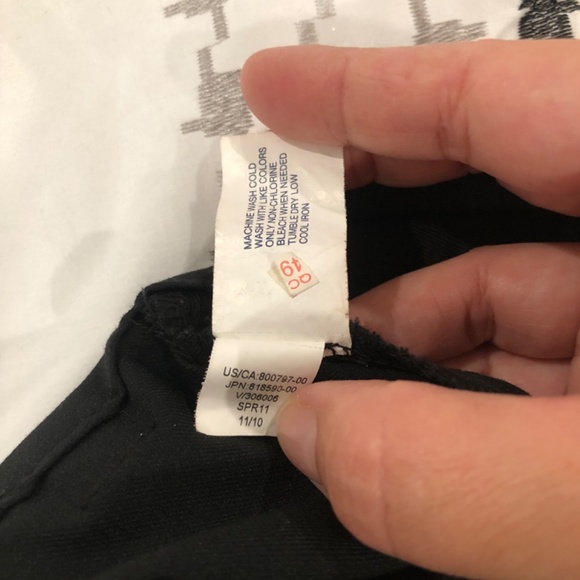 MACHINE WASH COLD
WASH WITH LIKE COLORS
ONLY NON-CHLORINE
BLEACH WHEN NEEDED
TUMBLE DRY LOW
COOL IRON
QC
49
US/CA:800797-00
JPN:818590-00
V/306006
SPR11
11/10